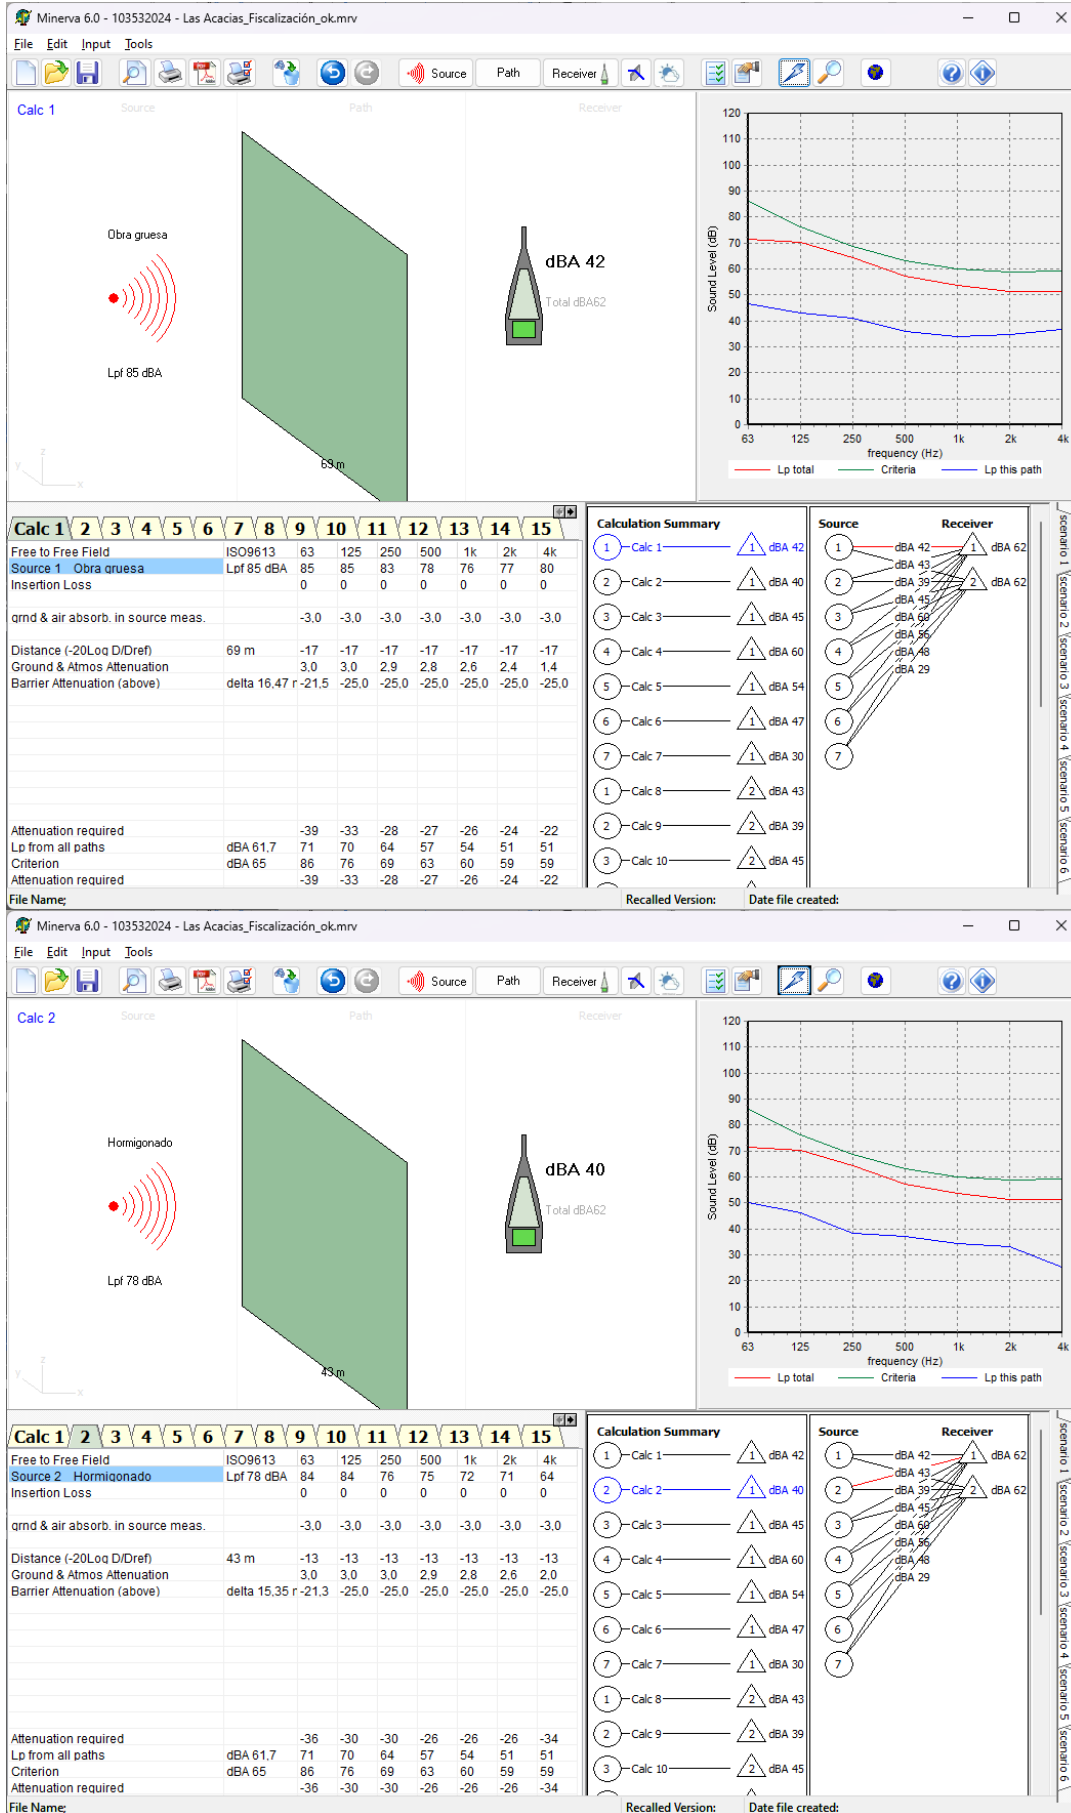 Minerva 6.0 - 103532024 - Las Acacias_Fiscalización_ok.mrv
File Edit Input Tools
Source Path Receiver
Calc 1 Source Path Receiver
Obra gruesa
Lpf 85 dBA
69 m
dBA 42
Total dBA62
y z x
Sound Level (dB)
120
110
100
90
80
70
60
50
40
30
20
10
0
63 125 250 500 1k 2k 4k
frequency (Hz)
Lp total Criteria Lp this path
Calc 1 2 3 4 5 6 7 8 9 10 11 12 13 14 15
Free to Free Field ISO9613 63 125 250 500 1k 2k 4k
Source 1 Obra gruesa Lpf 85 dBA 85 85 83 78 76 77 80
Insertion Loss 0 0 0 0 0 0 0
grnd & air absorb. in source meas. -3,0 -3,0 -3,0 -3,0 -3,0 -3,0 -3,0
Distance (-20Log D/Dref) 69 m -17 -17 -17 -17 -17 -17 -17
Ground & Atmos Attenuation 3,0 3,0 2,9 2,8 2,6 2,4 1,4
Barrier Attenuation (above) delta 16,47 r -21,5 -25,0 -25,0 -25,0 -25,0 -25,0 -25,0
Attenuation required -39 -33 -28 -27 -26 -24 -22
Lp from all paths dBA 61,7 71 70 64 57 54 51 51
Criterion dBA 65 86 76 69 63 60 59 59
Attenuation required -39 -33 -28 -27 -26 -24 -22
Calculation Summary
1 Calc 1 1 dBA 42
2 Calc 2 1 dBA 40
3 Calc 3 1 dBA 45
4 Calc 4 1 dBA 60
5 Calc 5 1 dBA 54
6 Calc 6 1 dBA 47
7 Calc 7 1 dBA 30
1 Calc 8 2 dBA 43
2 Calc 9 2 dBA 39
3 Calc 10 2 dBA 45
Source Receiver
1 dBA 42 1 dBA 62
dBA 43
2 dBA 39 2 dBA 62
dBA 45
3 dBA 60
dBA 56
4 dBA 48
dBA 29
5
6
7
scenario 1
scenario 2
scenario 3
scenario 4
scenario 5
scenario 6
File Name; Recalled Version: Date file created:
Minerva 6.0 - 103532024 - Las Acacias_Fiscalización_ok.mrv
File Edit Input Tools
Source Path Receiver
Calc 2 Source Path Receiver
Hormigonado
Lpf 78 dBA
43 m
dBA 40
Total dBA62
y z x
Sound Level (dB)
120
110
100
90
80
70
60
50
40
30
20
10
0
63 125 250 500 1k 2k 4k
frequency (Hz)
Lp total Criteria Lp this path
Calc 1 2 3 4 5 6 7 8 9 10 11 12 13 14 15
Free to Free Field ISO9613 63 125 250 500 1k 2k 4k
Source 2 Hormigonado Lpf 78 dBA 84 84 76 75 72 71 64
Insertion Loss 0 0 0 0 0 0 0
grnd & air absorb. in source meas. -3,0 -3,0 -3,0 -3,0 -3,0 -3,0 -3,0
Distance (-20Log D/Dref) 43 m -13 -13 -13 -13 -13 -13 -13
Ground & Atmos Attenuation 3,0 3,0 3,0 2,9 2,8 2,6 2,0
Barrier Attenuation (above) delta 15,35 r -21,3 -25,0 -25,0 -25,0 -25,0 -25,0 -25,0
Attenuation required -36 -30 -30 -26 -26 -26 -34
Lp from all paths dBA 61,7 71 70 64 57 54 51 51
Criterion dBA 65 86 76 69 63 60 59 59
Attenuation required -36 -30 -30 -26 -26 -26 -34
Calculation Summary
1 Calc 1 1 dBA 42
2 Calc 2 1 dBA 40
3 Calc 3 1 dBA 45
4 Calc 4 1 dBA 60
5 Calc 5 1 dBA 54
6 Calc 6 1 dBA 47
7 Calc 7 1 dBA 30
1 Calc 8 2 dBA 43
2 Calc 9 2 dBA 39
3 Calc 10 2 dBA 45
Source Receiver
1 dBA 42 1 dBA 62
dBA 43
2 dBA 39 2 dBA 62
dBA 45
3 dBA 60
dBA 56
4 dBA 48
dBA 29
5
6
7
scenario 1
scenario 2
scenario 3
scenario 4
scenario 5
scenario 6
File Name; Recalled Version: Date file created: